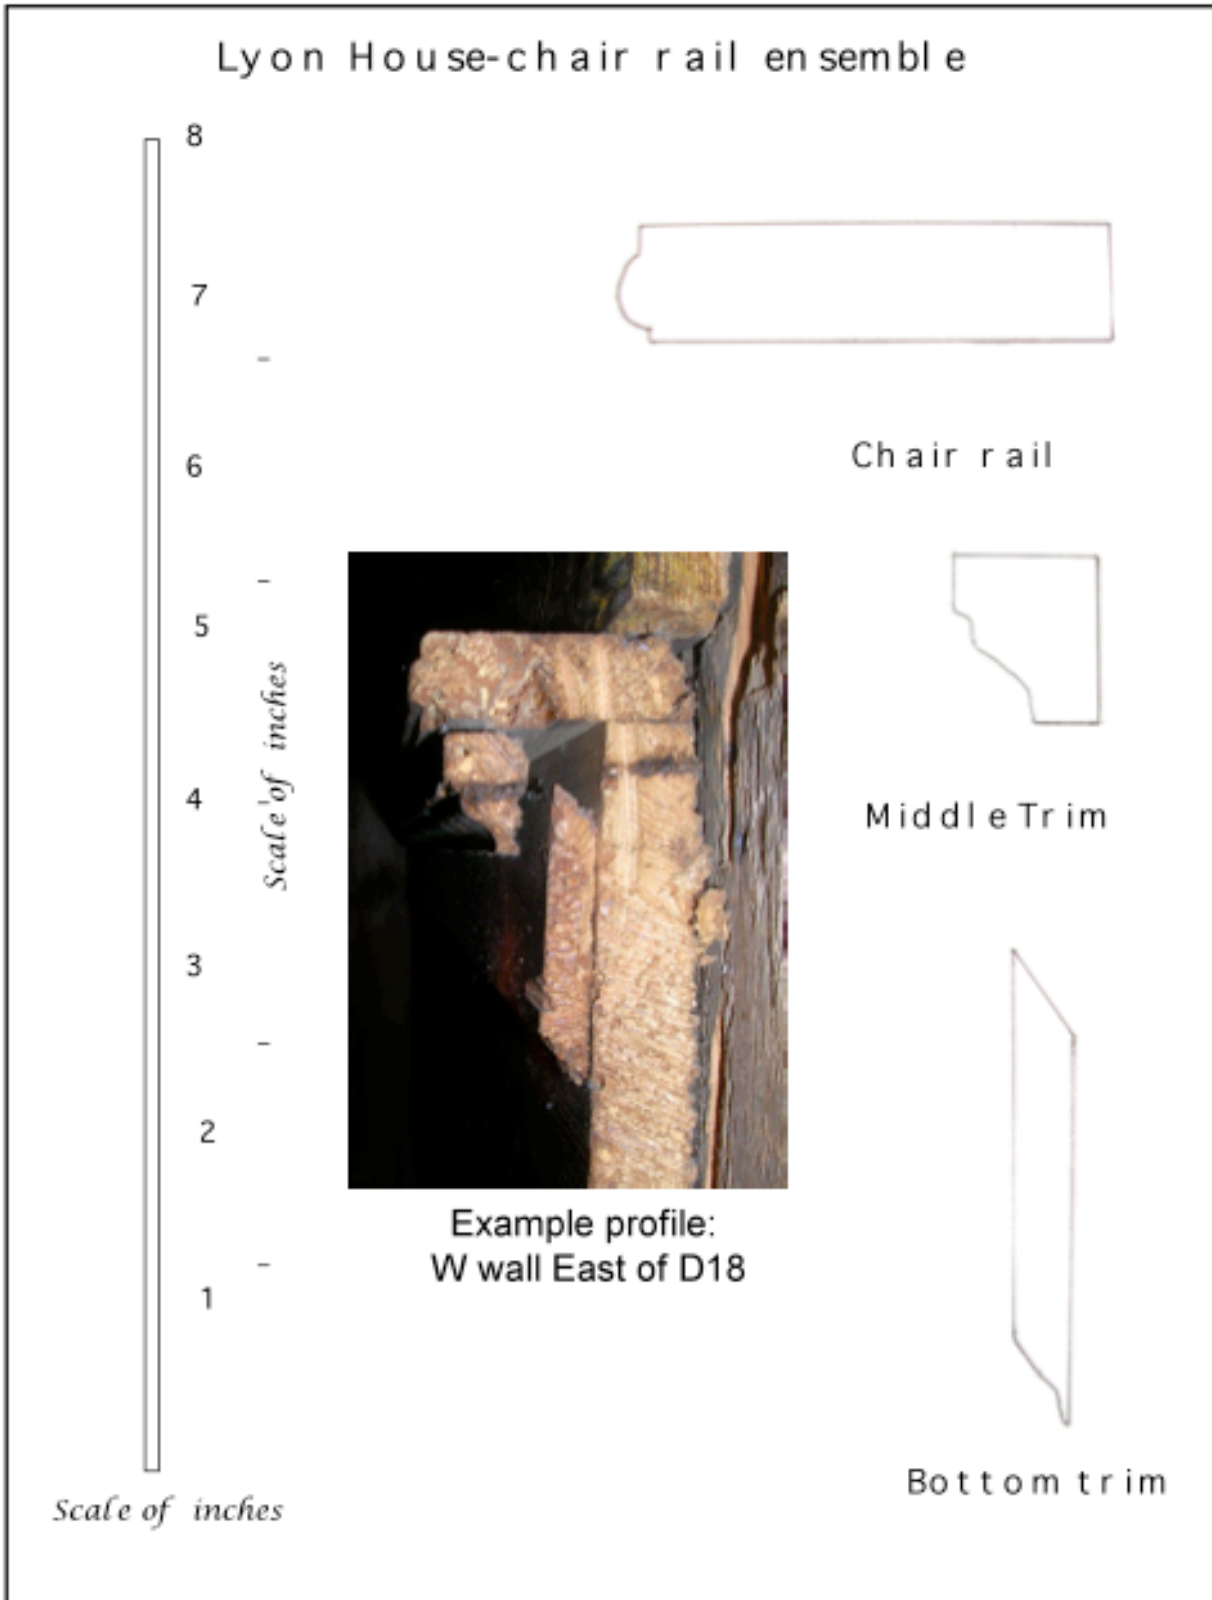 Lyon House-chair rail ensemble
8
7
6
5
4
3
2
1
Scale of inches
Scale of inches
Chair rail
Middle Trim
Bottom trim
Example profile:
W wall East of D18